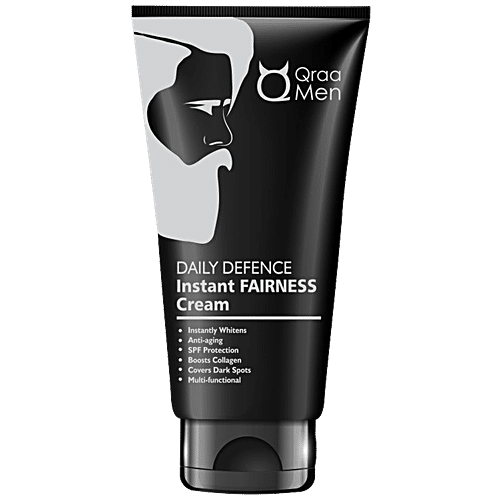 Qraa
Men
DAILY DEFENCE
Instant FAIRNESS
Cream
• Instantly Whitens
• Anti-aging
• SPF Protection
• Boosts Collagen
• Covers Dark Spots
• Multi-functional